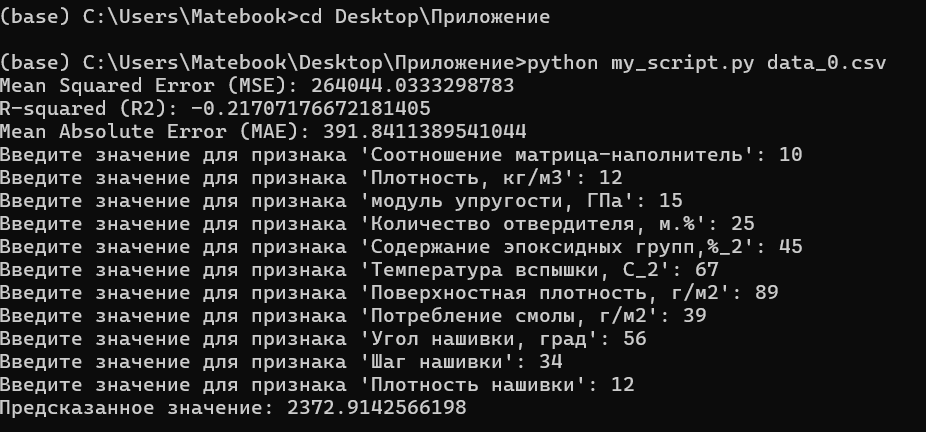 (base) C:\Users\Matebook>cd Desktop\Приложение
(base) C:\Users\Matebook\Desktop\Приложение>python my_script.py data_0.csv
Mean Squared Error (MSE): 264044.0333298783
R-squared (R2): -0.21707176672181405
Mean Absolute Error (MAE): 391.8411389541044
Введите значение для признака 'Соотношение матрица-наполнитель': 10
Введите значение для признака 'Плотность, кг/м3': 12
Введите значение для признака 'модуль упругости, ГПа': 15
Введите значение для признака 'Количество отвердителя, м.%': 25
Введите значение для признака 'Содержание эпоксидных групп,%_2': 45
Введите значение для признака 'Температура вспышки, С_2': 67
Введите значение для признака 'Поверхностная плотность, г/м2': 89
Введите значение для признака 'Потребление смолы, г/м2': 39
Введите значение для признака 'Угол нашивки, град': 56
Введите значение для признака 'Шаг нашивки': 34
Введите значение для признака 'Плотность нашивки': 12
Предсказанное значение: 2372.9142566198